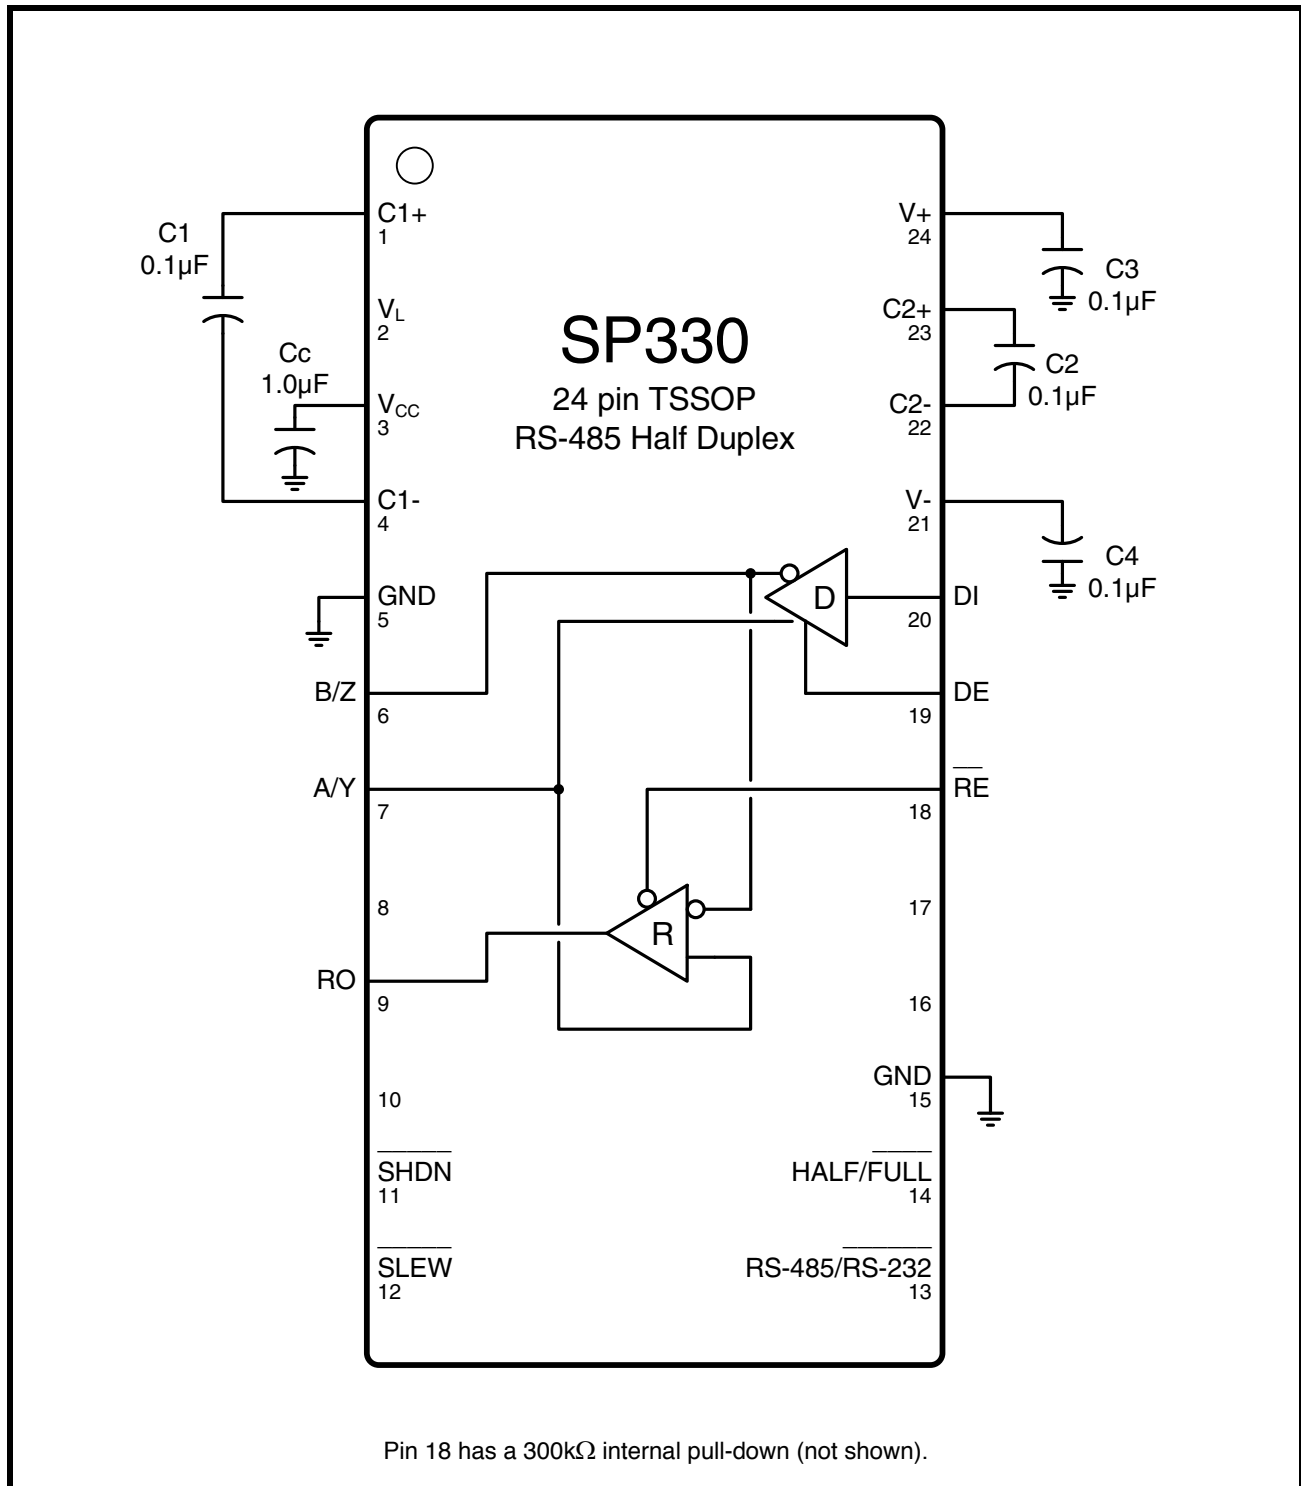 C1+
1
C1
0.1µF
VL
2
Cc
1.0µF
VCC
3
C1-
4
GND
5
B/Z
6
A/Y
7
8
RO
9
10
SHDN
11
SLEW
12
SP330
24 pin TSSOP
RS-485 Half Duplex
D
R
V+
24
C3
0.1µF
C2+
23
C2
0.1µF
C2-
22
V-
21
C4
0.1µF
DI
20
DE
19
RE
18
17
16
GND
15
HALF/FULL
14
RS-485/RS-232
13
Pin 18 has a 300kΩ internal pull-down (not shown).